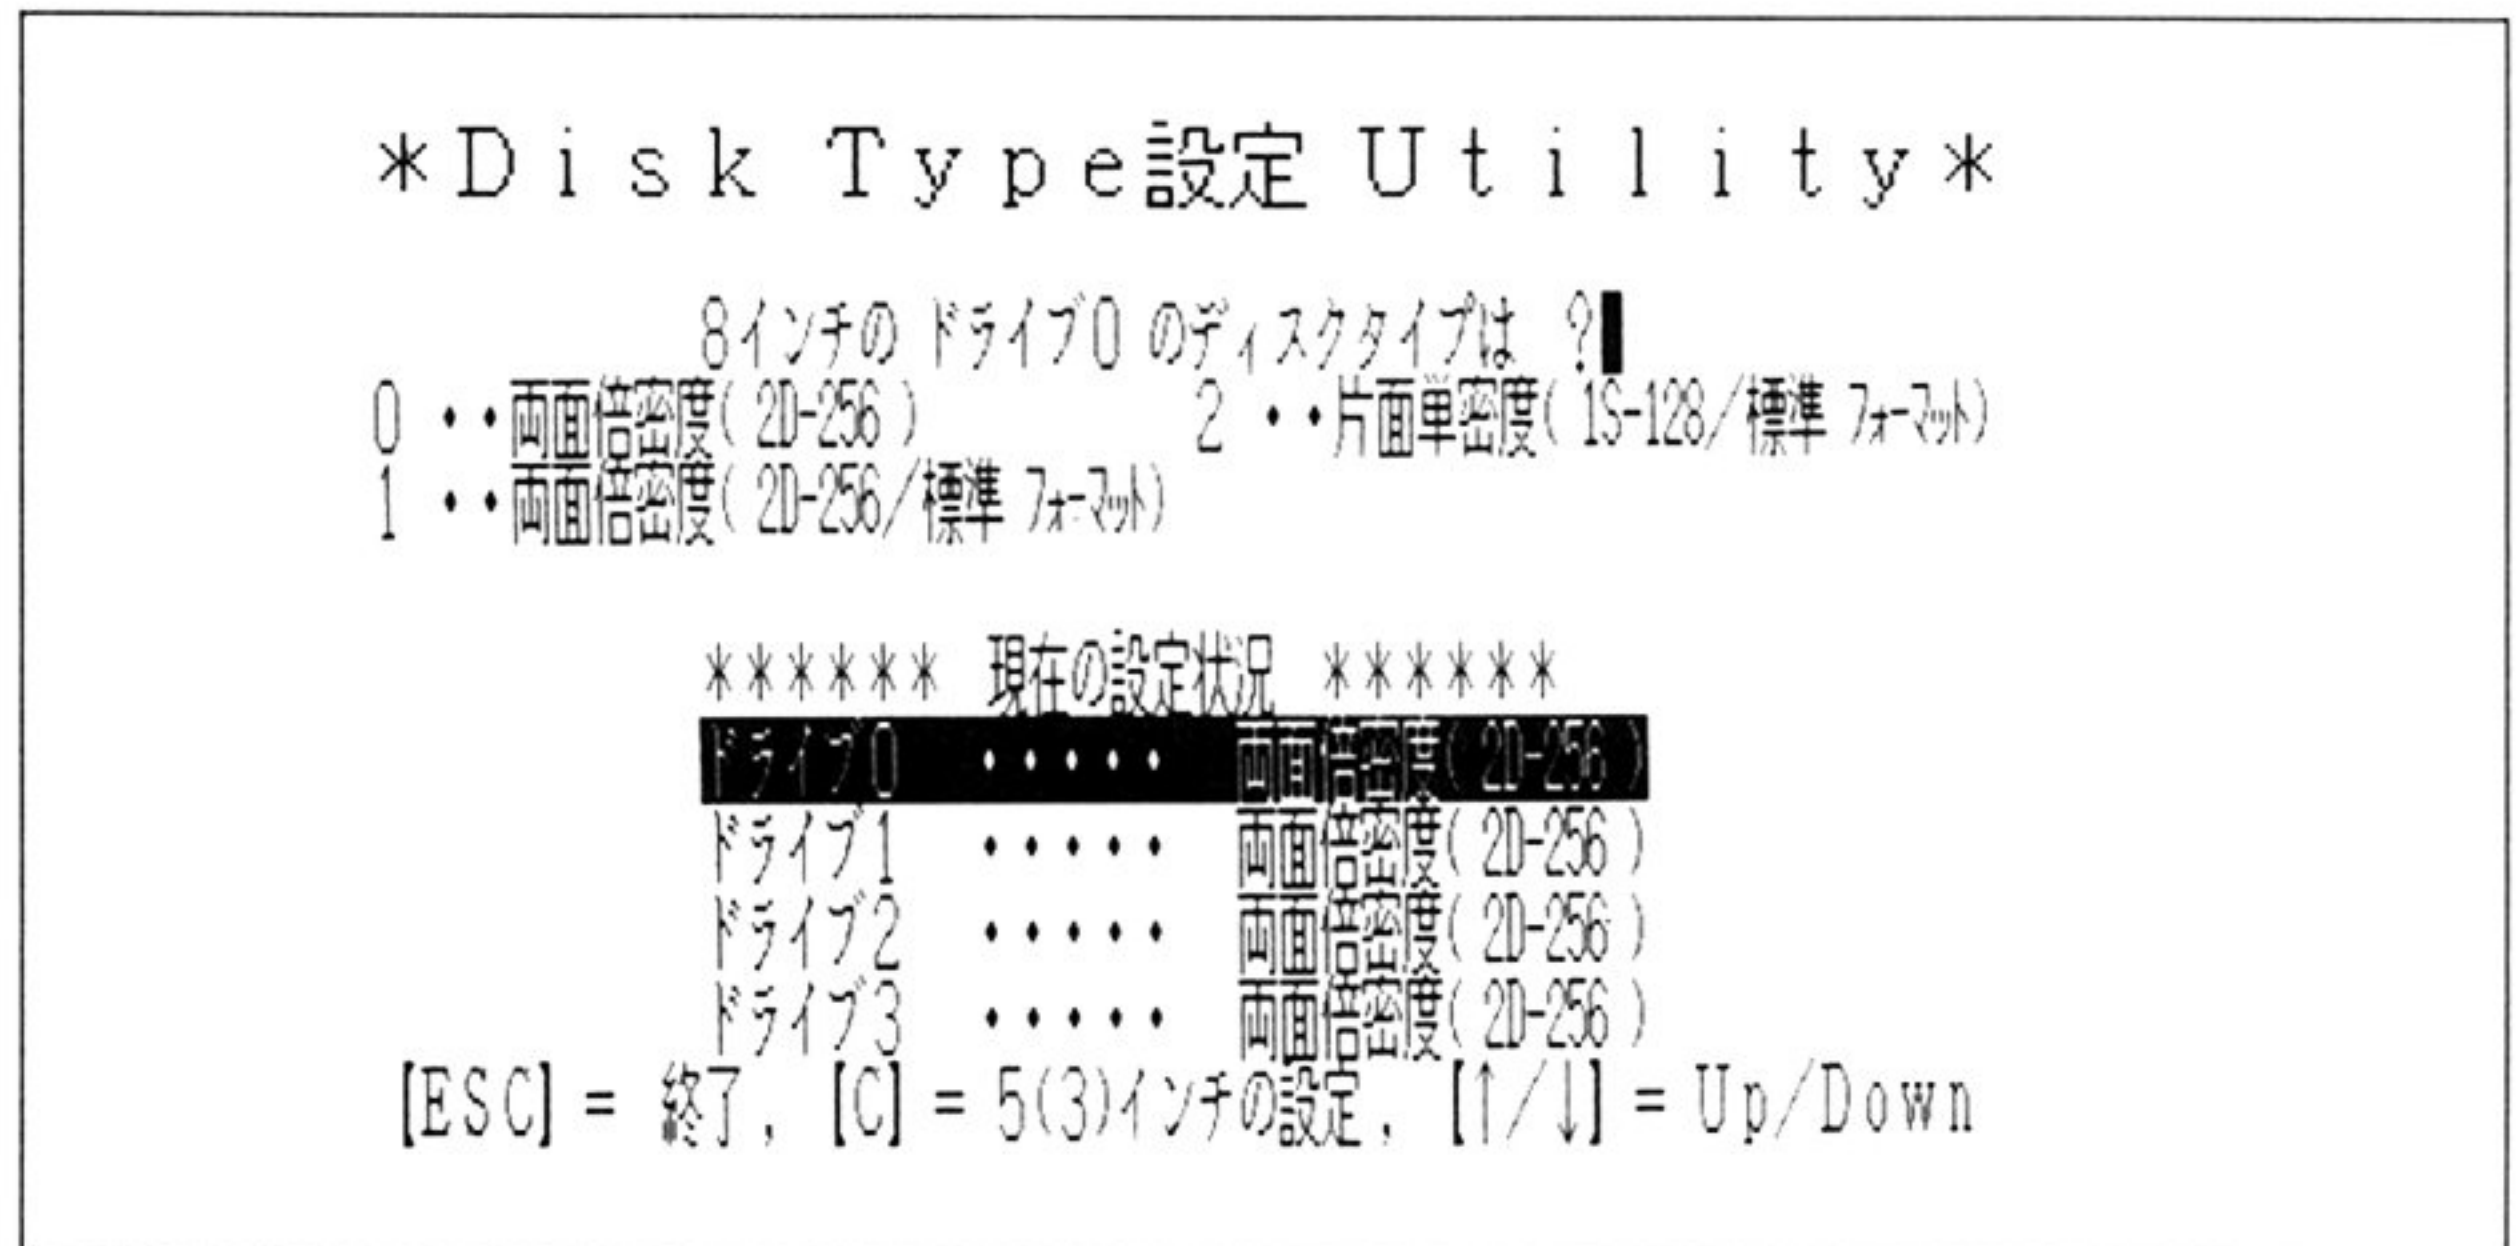 *Disk Type設定 Utility*
8インチの ドライブ0 のディスクタイプは ?
0 ・・両面倍密度( 2D-256 ) 2 ・・片面単密度( 1S-128/標準 フォーマット)
1 ・・両面倍密度( 2D-256/標準 フォーマット)
****** 現在の設定状況 ******
ドライブ0 ・・・・・ 両面倍密度( 2D-256 )
ドライブ1 ・・・・・ 両面倍密度( 2D-256 )
ドライブ2 ・・・・・ 両面倍密度( 2D-256 )
ドライブ3 ・・・・・ 両面倍密度( 2D-256 )
[ESC] = 終了, [C] = 5(3)インチの設定, [↑/↓] = Up/Down